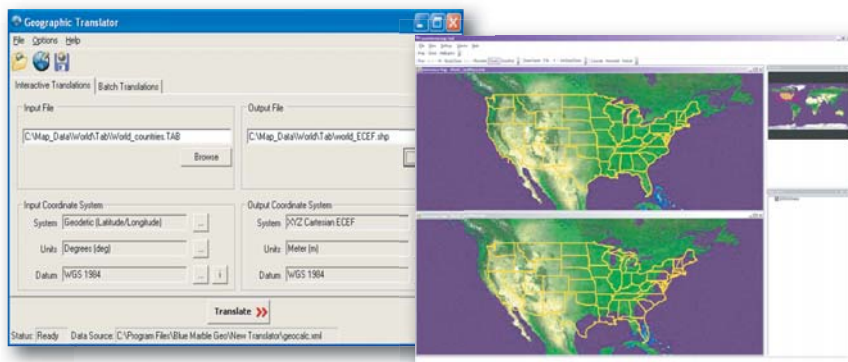 Geographic Translator
File Options Help
Interactive Translations Batch Translations
Input File
C:\Map_Data\World\Tab\World_countries.TAB
Browse
Output File
C:\Map_Data\World\Tab\world_ECEF.shp
Input Coordinate System
System Geodetic (Latitude/Longitude) ...
Units Degrees (deg) ...
Datum WGS 1984 ... i
Output Coordinate System
System XYZ Cartesian ECEF
Units Meter (m)
Datum WGS 1984
Translate
Status: Ready Data Source: C:\Program Files\Blue Marble Geo\New Translator\geocalc.xml